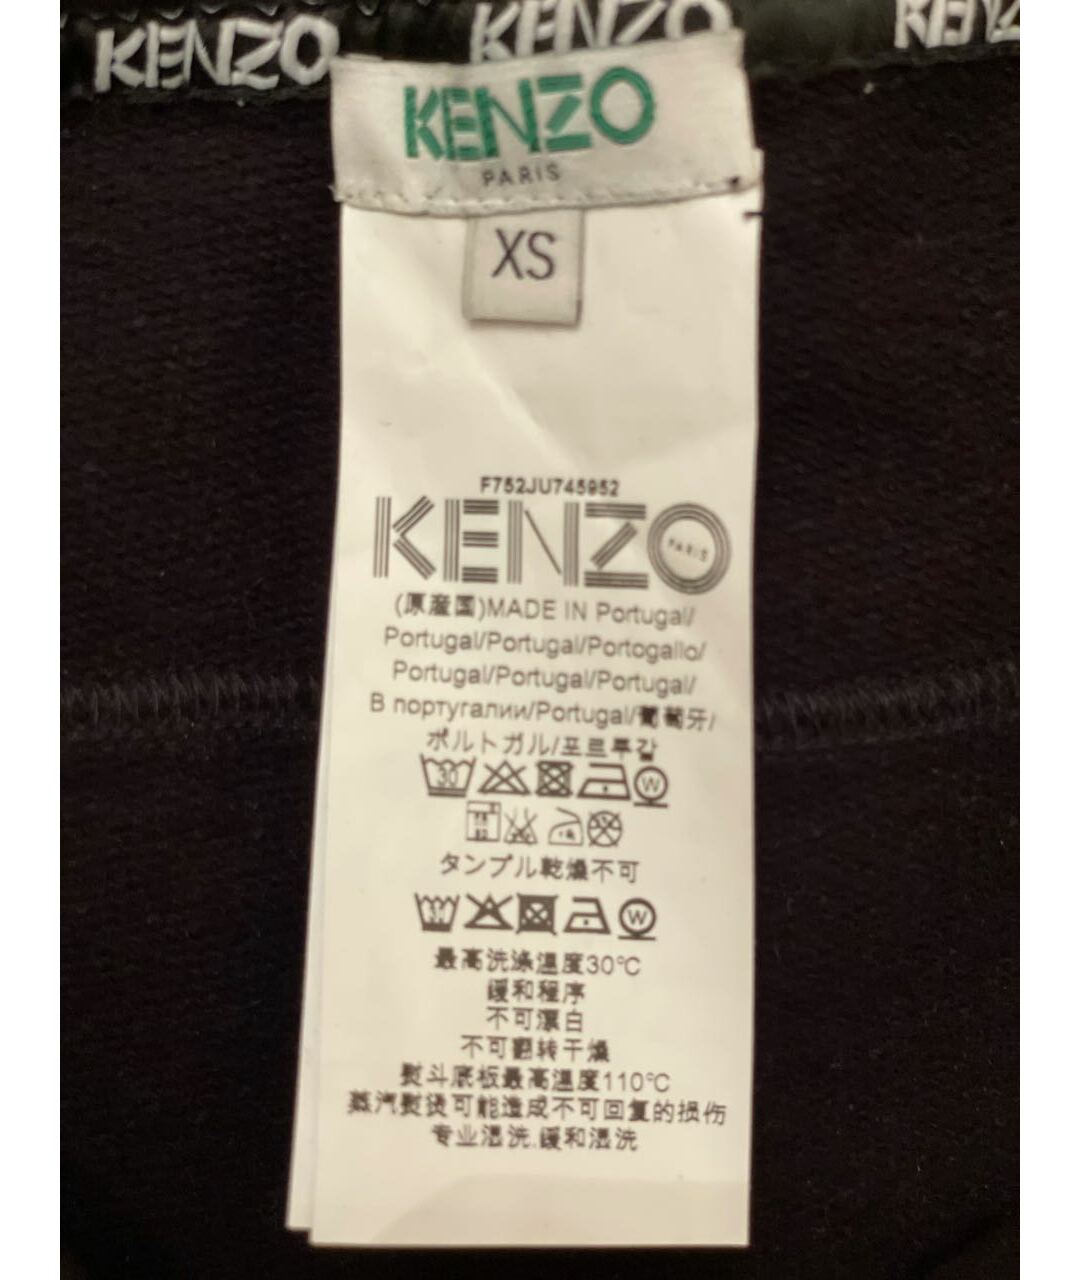 KENZO KENZO KENZO
KENZO
PARIS
XS
F752JU745952
KENZO PARIS
(原産国)MADE IN Portugal/
Portugal/Portugal/Portogallo/
Portugal/Portugal/Portugal/
В португалии/Portugal/葡萄牙/
ポルトガル/포르투갈
30 W
タンブル乾燥不可
30 W
最高洗涤温度30°C
缓和程序
不可漂白
不可翻转干燥
熨斗底板最高温度110°C
蒸汽熨烫可能造成不可回复的损伤
专业湿洗,缓和湿洗